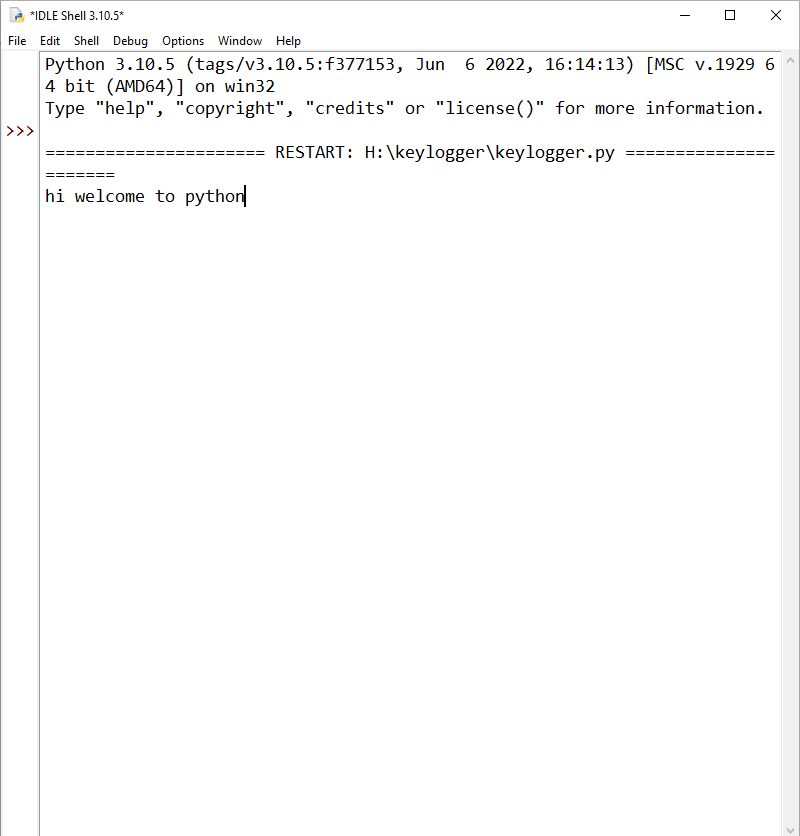 *IDLE Shell 3.10.5*
File Edit Shell Debug Options Window Help
Python 3.10.5 (tags/v3.10.5:f377153, Jun  6 2022, 16:14:13) [MSC v.1929 6
4 bit (AMD64)] on win32
Type "help", "copyright", "credits" or "license()" for more information.
>>>
====================== RESTART: H:\keylogger\keylogger.py ===============
=======
hi welcome to python